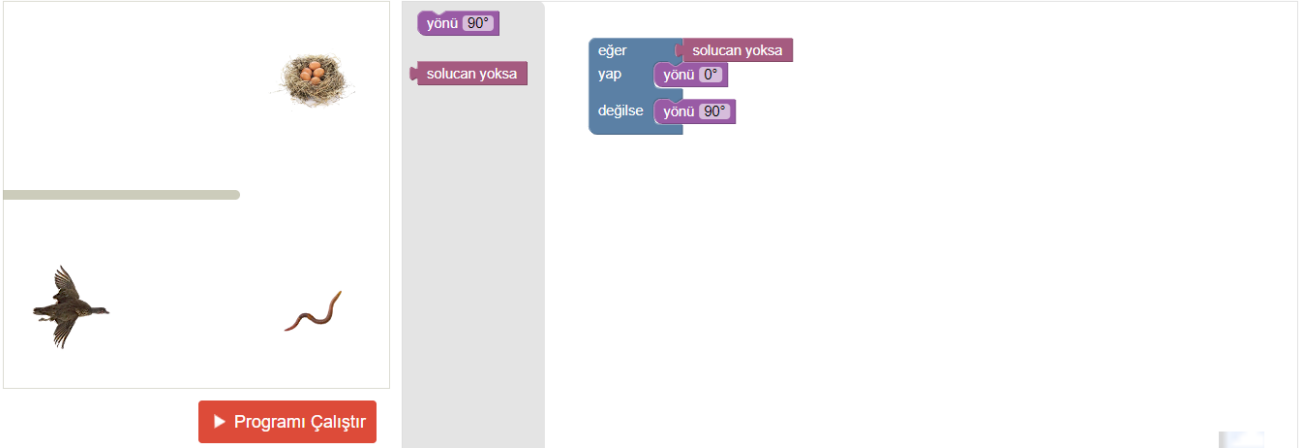 yönü 90°
solucan yoksa
eğer solucan yoksa
yap yönü 0°
değilse yönü 90°
Programı Çalıştır